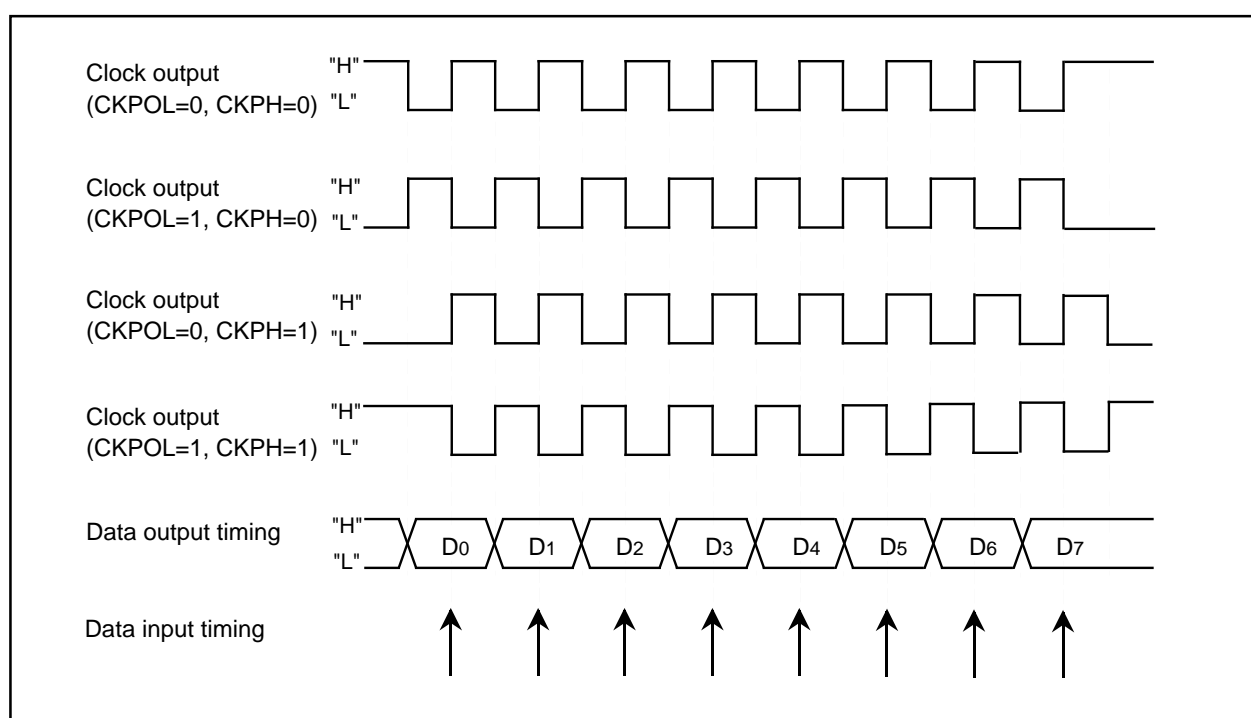 Clock output
(CKPOL=0, CKPH=0)
"H"
"L"
Clock output
(CKPOL=1, CKPH=0)
"H"
"L"
Clock output
(CKPOL=0, CKPH=1)
"H"
"L"
Clock output
(CKPOL=1, CKPH=1)
"H"
"L"
Data output timing
"H"
"L"
D0 D1 D2 D3 D4 D5 D6 D7
Data input timing